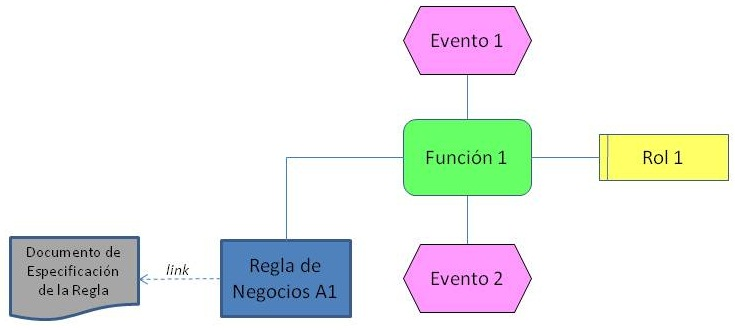 Evento 1
Función 1
Rol 1
Documento de
Especificación
de la Regla
link
Regla de
Negocios A1
Evento 2